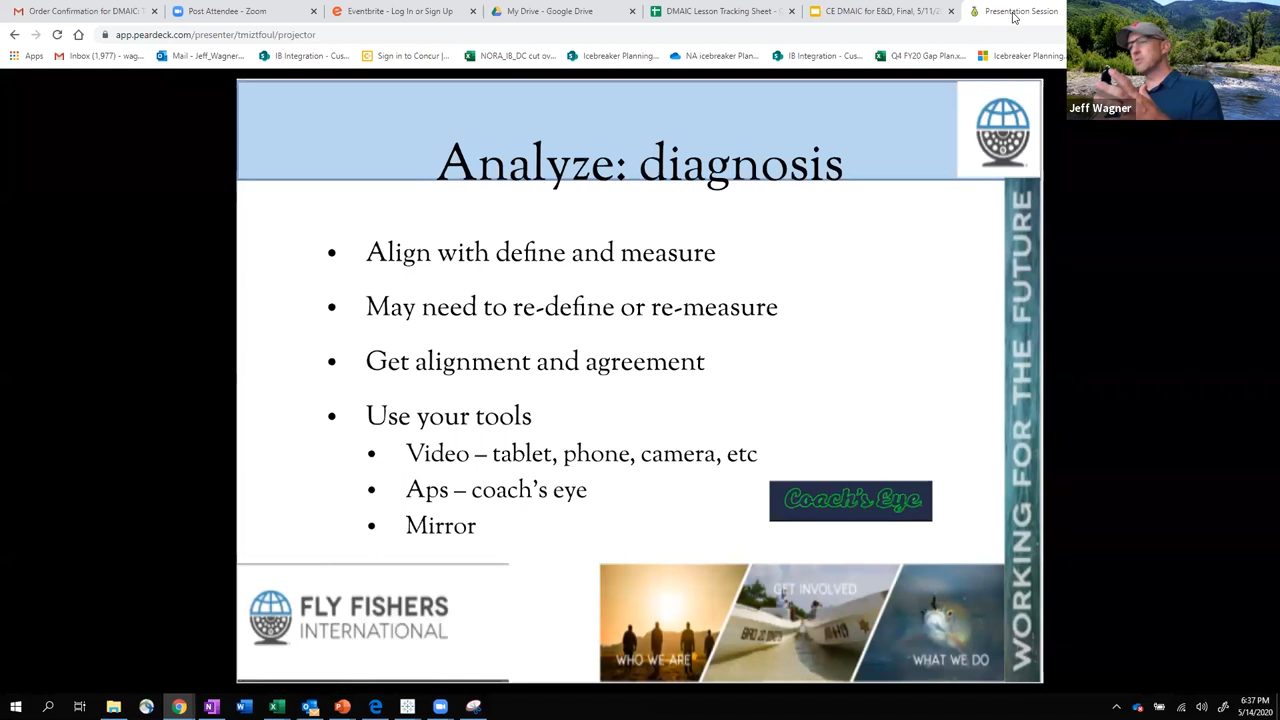 Order Confirmation for DMAIC: T
Post Attendee - Zoom
Eventbrite - Log In or Sign Up
My Drive - Google Drive
DMAIC Lesson Tracking Sheet - G
CE DMAIC for E&D, Final, 5/11/2
Presentation Session
app.peardeck.com/presenter/tmiztfoul/projector
Apps
Inbox (1,977) - wag...
Mail - Jeff_Wagner...
IB Integration - Cus...
Sign in to Concur |...
NORA_IB_DC cut ov...
Icebreaker Planning...
NA icebreaker Plan...
IB Integration - Cus...
Q4 FY20 Gap Plan.x...
Icebreaker Planning
Jeff Wagner
Analyze: diagnosis
• Align with define and measure
• May need to re-define or re-measure
• Get alignment and agreement
• Use your tools
• Video – tablet, phone, camera, etc
• Aps – coach's eye
• Mirror
Coach's Eye
WORKING FOR THE FUTURE
FLY FISHERS
INTERNATIONAL
WHO WE ARE
GET INVOLVED
WHAT WE DO
6:37 PM
5/14/2020